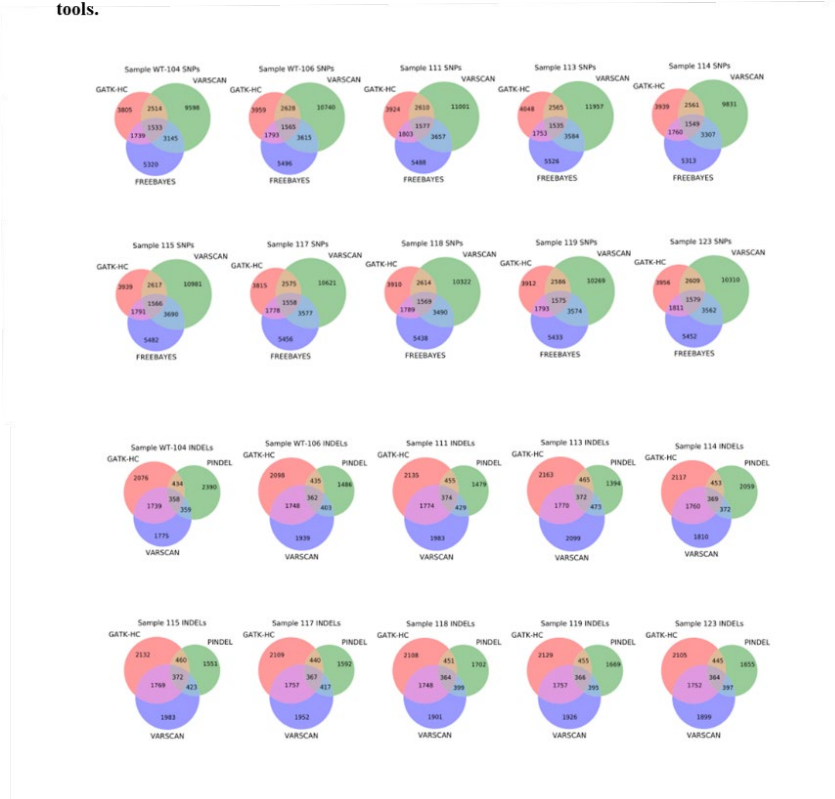 tools.
Sample WT-104 SNPs
VARSCAN
GATK-HC
3805
2514
9598
1533
1739
3145
5320
FREEBAYES
Sample WT-106 SNPs
VARSCAN
GATK-HC
3959
2628
10740
1565
1793
3615
5496
FREEBAYES
Sample 111 SNPs
VARSCAN
GATK-HC
3924
2610
11001
1577
1803
3657
5488
FREEBAYES
Sample 113 SNPs
VARSCAN
GATK-HC
4048
2565
11957
1535
1753
3584
5526
FREEBAYES
Sample 114 SNPs
VARSCAN
GATK-HC
3939
2561
9831
1549
1760
3307
5313
FREEBAYES
Sample 115 SNPs
VARSCAN
GATK-HC
3939
2617
10981
1566
1791
3690
5482
FREEBAYES
Sample 117 SNPs
VARSCAN
GATK-HC
3815
2575
10621
1558
1778
3577
5456
FREEBAYES
Sample 118 SNPs
VARSCAN
GATK-HC
3910
2614
10322
1569
1789
3490
5438
FREEBAYES
Sample 119 SNPs
VARSCAN
GATK-HC
3912
2586
10269
1575
1793
3574
5433
FREEBAYES
Sample 123 SNPs
VARSCAN
GATK-HC
3956
2609
10310
1579
1811
3562
5452
FREEBAYES
Sample WT-104 INDELs
GATK-HC
PINDEL
2076
434
2390
358
1739
359
1775
VARSCAN
Sample WT-106 INDELs
GATK-HC
PINDEL
2098
435
1486
362
1748
403
1939
VARSCAN
Sample 111 INDELs
GATK-HC
PINDEL
2135
455
1479
374
1774
429
1983
VARSCAN
Sample 113 INDELs
GATK-HC
PINDEL
2163
465
1394
372
1770
473
2099
VARSCAN
Sample 114 INDELs
GATK-HC
PINDEL
2117
453
2059
369
1760
372
1810
VARSCAN
Sample 115 INDELs
GATK-HC
PINDEL
2132
460
1551
372
1769
423
1983
VARSCAN
Sample 117 INDELs
GATK-HC
PINDEL
2109
440
1592
367
1757
417
1952
VARSCAN
Sample 118 INDELs
GATK-HC
PINDEL
2108
451
1702
364
1748
399
1901
VARSCAN
Sample 119 INDELs
GATK-HC
PINDEL
2129
455
1669
366
1757
395
1926
VARSCAN
Sample 123 INDELs
GATK-HC
PINDEL
2105
445
1655
364
1752
397
1899
VARSCAN